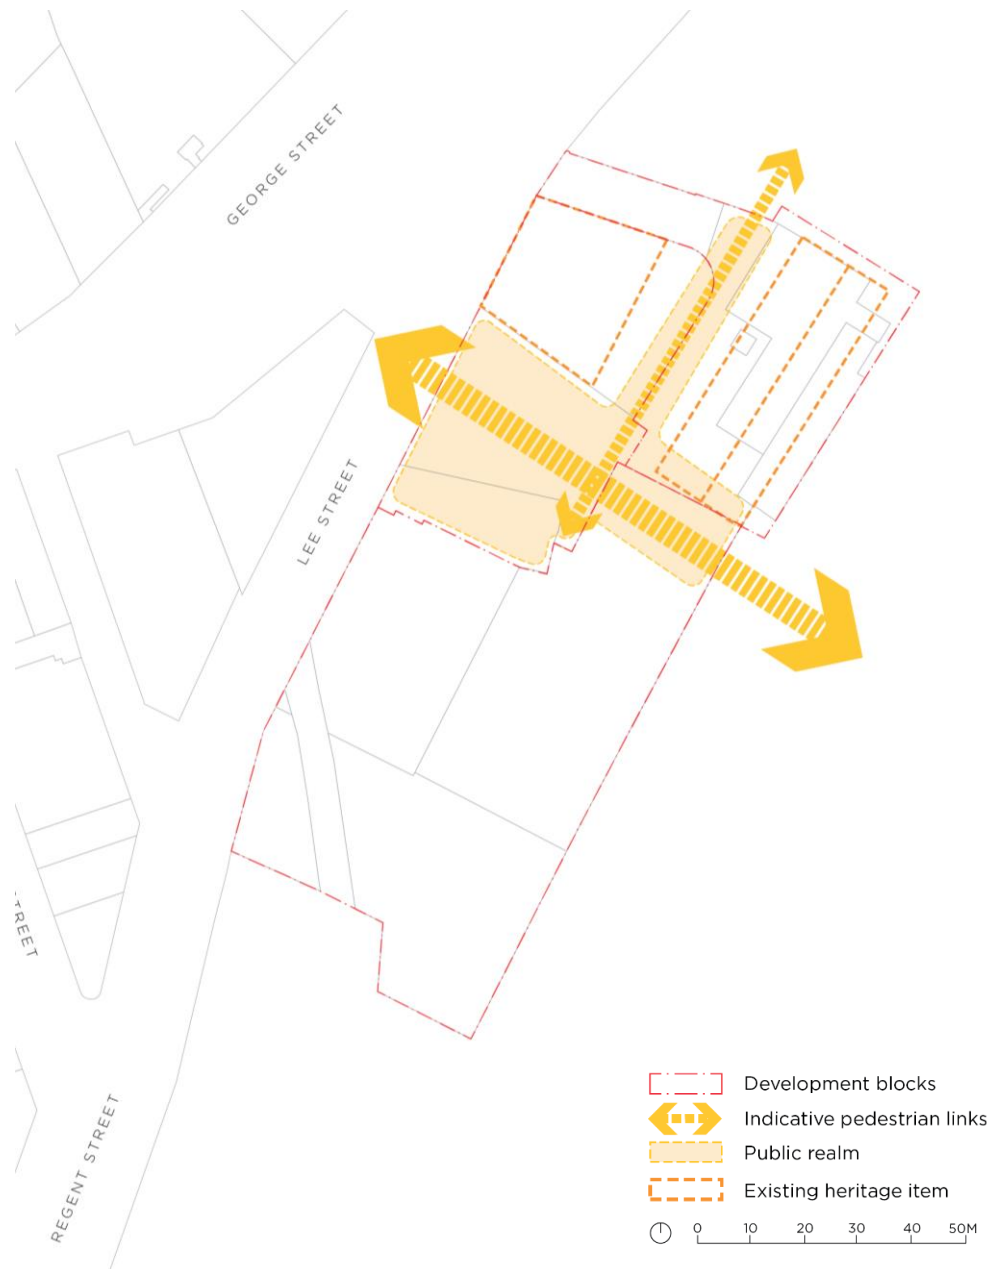 GEORGE STREET
LEE STREET
TREET
REGENT STREET
Development blocks
Indicative pedestrian links
Public realm
Existing heritage item
0 10 20 30 40 50M